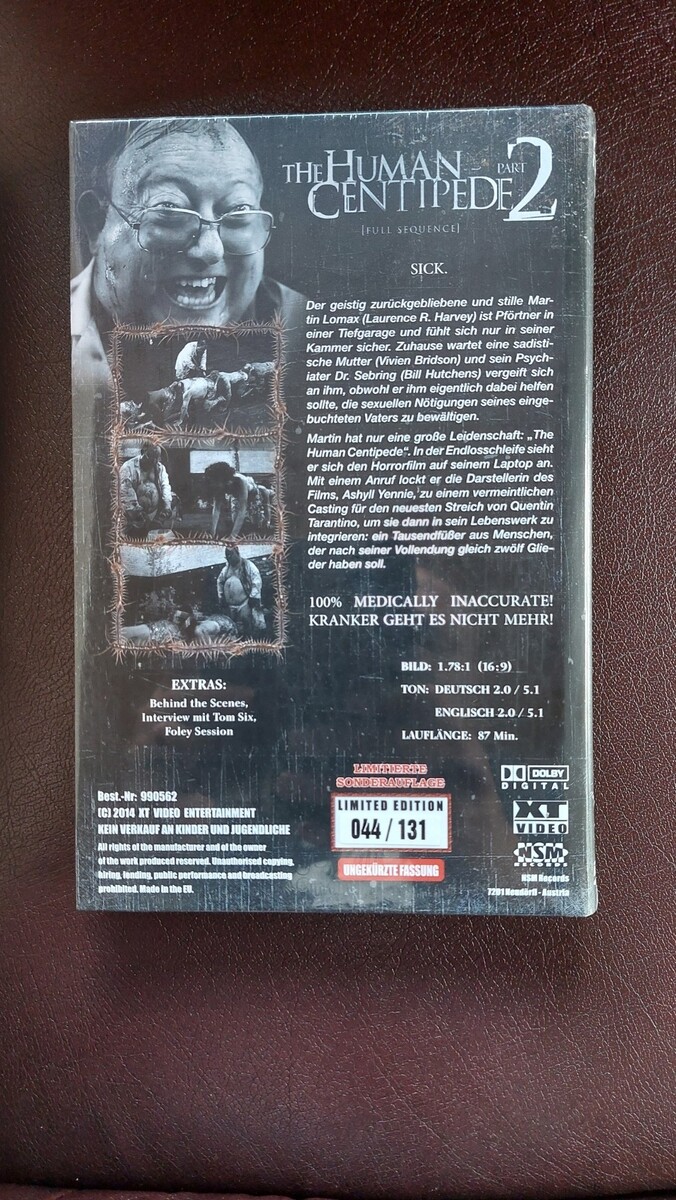 THE HUMAN
CENTIPEDE PART 2
[FULL SEQUENCE]
SICK.
Der geistig zurückgebliebene und stille Mar-
tin Lomax (Laurence R. Harvey) ist Pförtner in
einer Tiefgarage und fühlt sich nur in seiner
Kammer sicher. Zuhause wartet eine sadisti-
sche Mutter (Vivien Bridson) und sein Psych-
iater Dr. Sebring (Bill Hutchens) vergeift sich
an ihm, obwohl er ihm eigentlich dabei helfen
sollte, die sexuellen Nötigungen seines einge-
buchteten Vaters zu bewältigen.
Martin hat nur eine große Leidenschaft: „The
Human Centipede“. In der Endlosschleife sieht
er sich den Horrorfilm auf seinem Laptop an.
Mit einem Anruf lockt er die Darstellerin des
Films, Ashyll Yennie, zu einem vermeintlichen
Casting für den neuesten Streich von Quentin
Tarantino, um sie dann in sein Lebenswerk zu
integrieren: ein Tausendfüßer aus Menschen,
der nach seiner Vollendung gleich zwölf Glie-
der haben soll.
100% MEDICALLY INACCURATE!
KRANKER GEHT ES NICHT MEHR!
EXTRAS:
Behind the Scenes,
Interview mit Tom Six,
Foley Session
BILD: 1.78:1 (16:9)
TON: DEUTSCH 2.0 / 5.1
ENGLISCH 2.0 / 5.1
LAUFLÄNGE: 87 Min.
Best.-Nr: 990562
(C) 2014 XT VIDEO ENTERTAINMENT
KEIN VERKAUF AN KINDER UND JUGENDLICHE
All rights of the manufacturer and of the owner
of the work produced reserved. Unauthorised copying,
hiring, lending, public performance and broadcasting
prohibited. Made in the EU.
LIMITIERTE
SONDERAUFLAGE
LIMITED EDITION
044 / 131
UNGEKÜRZTE FASSUNG
DOLBY
DIGITAL
XT
VIDEO
NSM
RECORDS
NSM Records
7201 Neudörfl - Austria